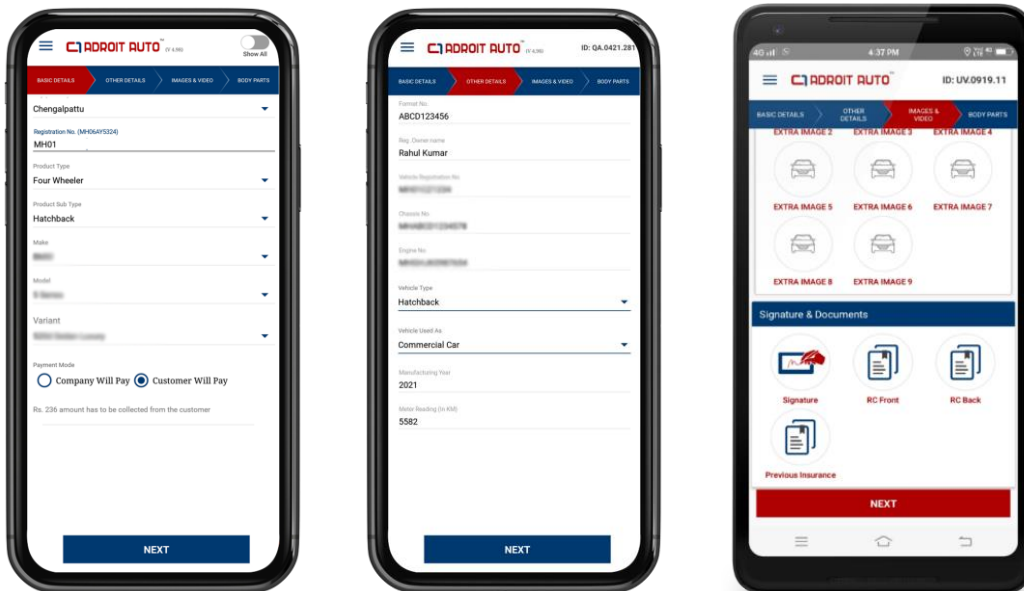 ADROIT AUTO™
(V 4.98)
Show All
BASIC DETAILS
OTHER DETAILS
IMAGES & VIDEO
BODY PARTS
Chengalpattu
Registration No. (MH06AY5324)
MH01
Product Type
Four Wheeler
Product Sub Type
Hatchback
Make
Model
Variant
Payment Mode
Company Will Pay
Customer Will Pay
Rs. 236 amount has to be collected from the customer
NEXT
ADROIT AUTO™
ID: QA.0421.281
BASIC DETAILS
OTHER DETAILS
IMAGES & VIDEO
BODY PARTS
Format No.
ABCD123456
Reg. Owner name
Rahul Kumar
Vehicle Registration No.
Chassis No
Engine No.
Vehicle Type
Hatchback
Vehicle Used As
Commercial Car
Manufacturing Year
2021
Meter Reading (In KM)
5582
NEXT
4G
4:37 PM
ADROIT AUTO™
ID: UV.0919.11
BASIC DETAILS
OTHER
DETAILS
IMAGES &
VIDEO
BODY PARTS
EXTRA IMAGE 2
EXTRA IMAGE 3
EXTRA IMAGE 4
EXTRA IMAGE 5
EXTRA IMAGE 6
EXTRA IMAGE 7
EXTRA IMAGE 8
EXTRA IMAGE 9
Signature & Documents
Signature
RC Front
RC Back
Previous Insurance
NEXT